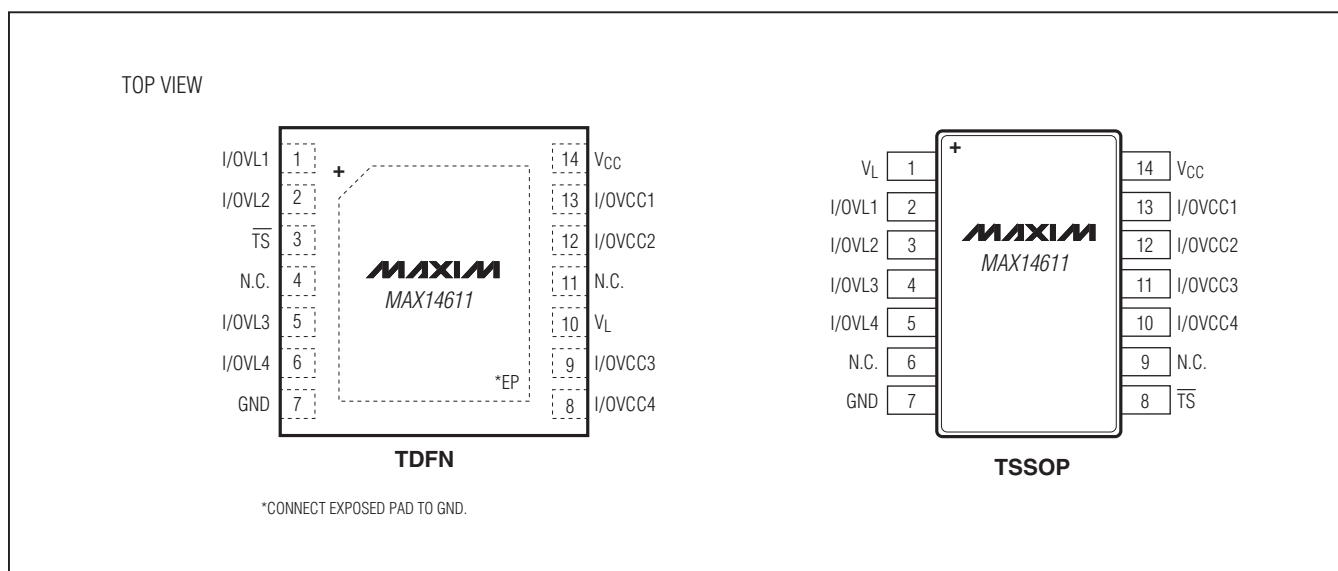 TOP VIEW
I/OVL1 1
I/OVL2 2
T̅S̅ 3
N.C. 4
I/OVL3 5
I/OVL4 6
GND 7
+
MAXIM
MAX14611
*EP
14 VCC
13 I/OVCC1
12 I/OVCC2
11 N.C.
10 VL
9 I/OVCC3
8 I/OVCC4
TDFN
*CONNECT EXPOSED PAD TO GND.
VL 1
I/OVL1 2
I/OVL2 3
I/OVL3 4
I/OVL4 5
N.C. 6
GND 7
+
MAXIM
MAX14611
14 VCC
13 I/OVCC1
12 I/OVCC2
11 I/OVCC3
10 I/OVCC4
9 N.C.
8 T̅S̅
TSSOP